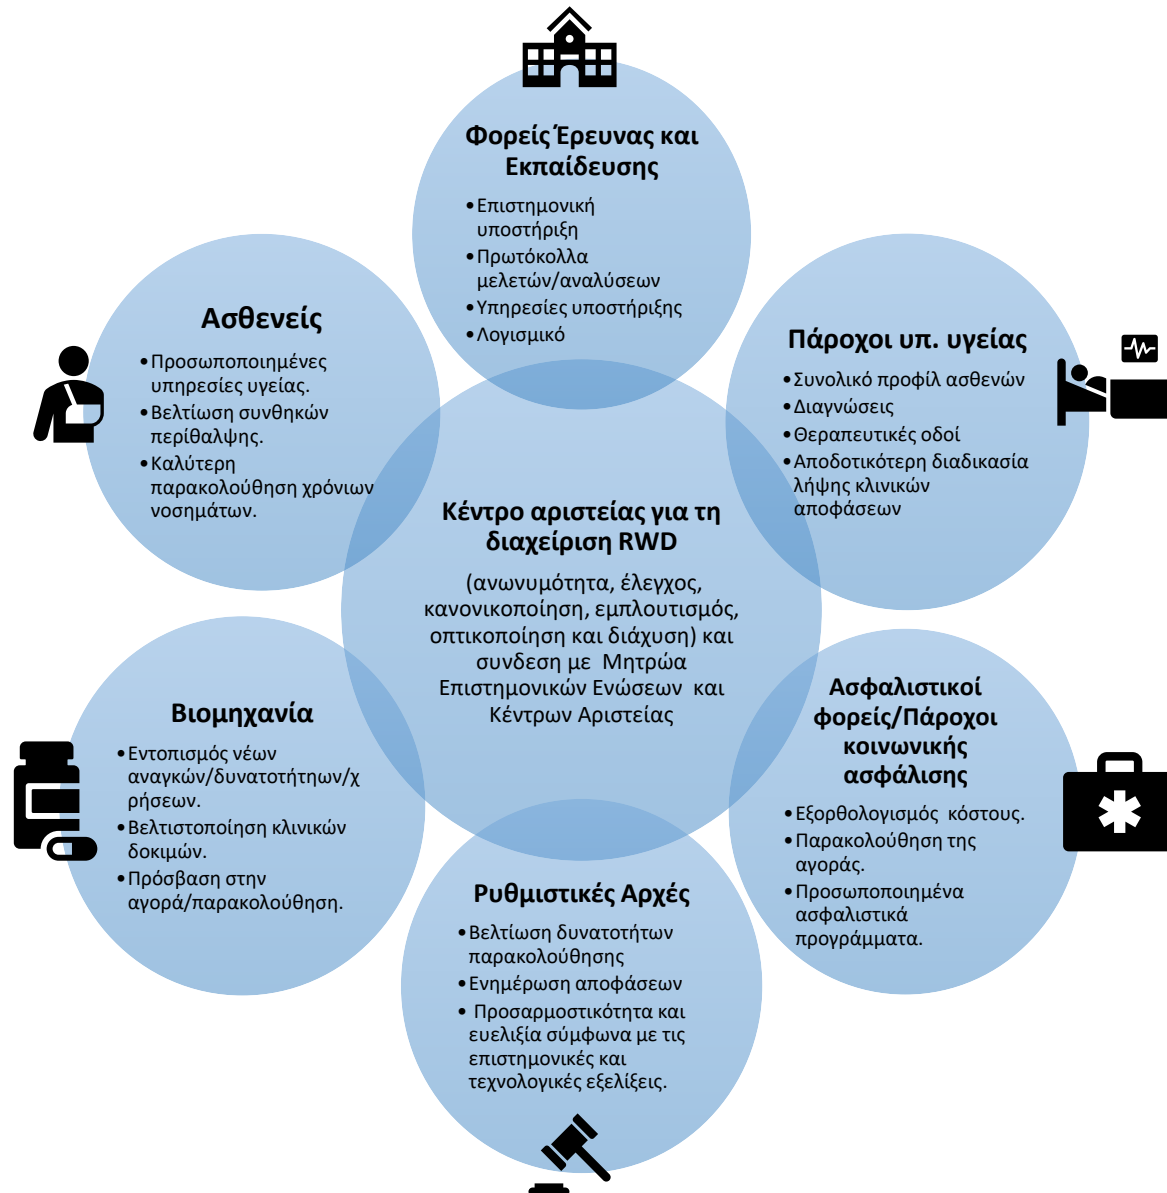 Φορείς Έρευνας και
Εκπαίδευσης
•Επιστημονική
υποστήριξη
•Πρωτόκολλα
μελετών/αναλύσεων
•Υπηρεσίες υποστήριξης
•Λογισμικό
Πάροχοι υπ. υγείας
•Συνολικό προφίλ ασθενών
•Διαγνώσεις
•Θεραπευτικές οδοί
•Αποδοτικότερη διαδικασία
λήψης κλινικών
αποφάσεων
Ασφαλιστικοί
φορείς/Πάροχοι
κοινωνικής
ασφάλισης
•Εξορθολογισμός κόστους.
•Παρακολούθηση της
αγοράς.
•Προσωποποιημένα
ασφαλιστικά
προγράμματα.
Ρυθμιστικές Αρχές
•Βελτίωση δυνατοτήτων
παρακολούθησης
•Ενημέρωση αποφάσεων
• Προσαρμοστικότητα και
ευελιξία σύμφωνα με τις
επιστημονικές και
τεχνολογικές εξελίξεις.
Βιομηχανία
•Εντοπισμός νέων
αναγκών/δυνατοτήτηων/χ
ρήσεων.
•Βελτιστοποίηση κλινικών
δοκιμών.
•Πρόσβαση στην
αγορά/παρακολούθηση.
Ασθενείς
•Προσωποποιημένες
υπηρεσίες υγείας.
•Βελτίωση συνθηκών
περίθαλψης.
•Καλύτερη
παρακολούθηση χρόνιων
νοσημάτων.
Κέντρο αριστείας για τη
διαχείριση RWD
(ανωνυμότητα, έλεγχος,
κανονικοποίηση, εμπλουτισμός,
οπτικοποίηση και διάχυση) και
συνδεση με Μητρώα
Επιστημονικών Ενώσεων και
Κέντρων Αριστείας